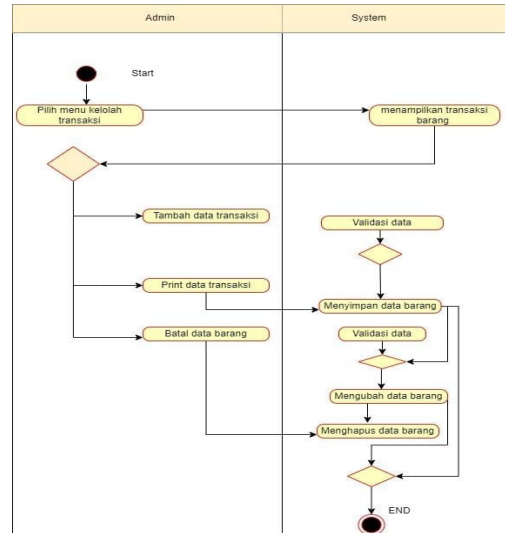 Admin
System
Start
Pilih menu kelolah
transaksi
menampilkan transaksi
barang
Tambah data transaksi
Validasi data
Print data transaksi
Menyimpan data barang
Batal data barang
Validasi data
Mengubah data barang
Menghapus data barang
END